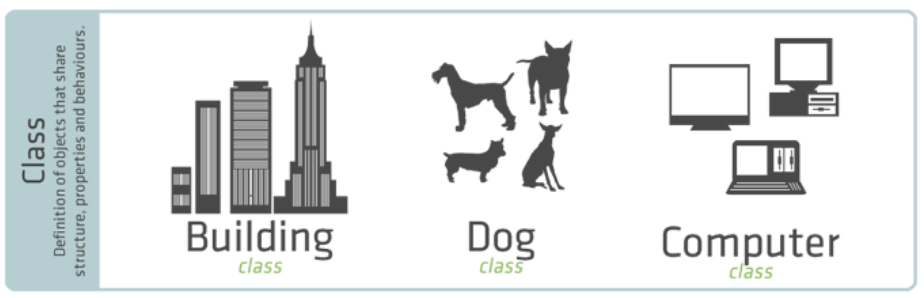 Class
Definition of objects that share
structure, properties and behaviours.
Building
class
Dog
class
Computer
class